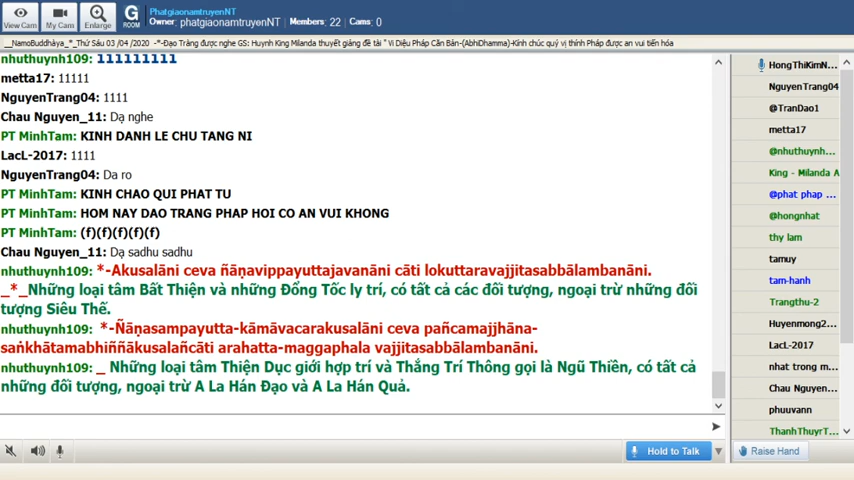 View Cam
My Cam
Enlarge
G
ROOM
PhatgiaonamtruyenNT
Owner: phatgiaonamtruyenNT | Members: 22 | Cams: 0
__NamoBuddhàya_*_Thứ Sáu 03 /04 /2020 -*-Đạo Tràng được nghe GS: Huynh King Milanda thuyết giảng đề tài " Vi Diệu Pháp Căn Bản-(AbhiDhamma)-Kính chúc quý vị thính Pháp được an vui tiến hóa
nhuthuynh109: 1111111111
metta17: 11111
NguyenTrang04: 1111
Chau Nguyen_11: Dạ nghe
PT MinhTam: KINH DANH LE CHU TANG NI
LacL-2017: 1111
NguyenTrang04: Da ro
PT MinhTam: KINH CHAO QUI PHAT TU
PT MinhTam: HOM NAY DAO TRANG PHAP HOI CO AN VUI KHONG
PT MinhTam: (f)(f)(f)(f)(f)
Chau Nguyen_11: Dạ sadhu sadhu
nhuthuynh109: *-Akusalāni ceva ñāṇavippayuttajavanāni cāti lokuttaravajjitasabbālambanāni.
_*_Những loại tâm Bất Thiện và những Đổng Tốc ly trí, có tất cả các đối tượng, ngoại trừ những đối
tượng Siêu Thế.
nhuthuynh109: *-Ñāṇasampayutta-kāmāvacarakusalāni ceva pañcamajjhāna-
saṅkhātamabhiññākusalañcāti arahatta-maggaphala vajjitasabbālambanāni.
nhuthuynh109: _ Những loại tâm Thiện Dục giới hợp trí và Thắng Trí Thông gọi là Ngũ Thiền, có tất cả
những đối tượng, ngoại trừ A La Hán Đạo và A La Hán Quả.
HongThiKimN...
NguyenTrang04
@TranDao1
metta17
@nhuthuynh...
King - Milanda A
@phat phap ...
@hongnhat
thy lam
tamuy
tam-hanh
Trangthu-2
Huyenmong2...
LacL-2017
nhat trong m
Chau Nguyen...
phuuvann
ThanhThuyrT...
Hold to Talk
Raise Hand